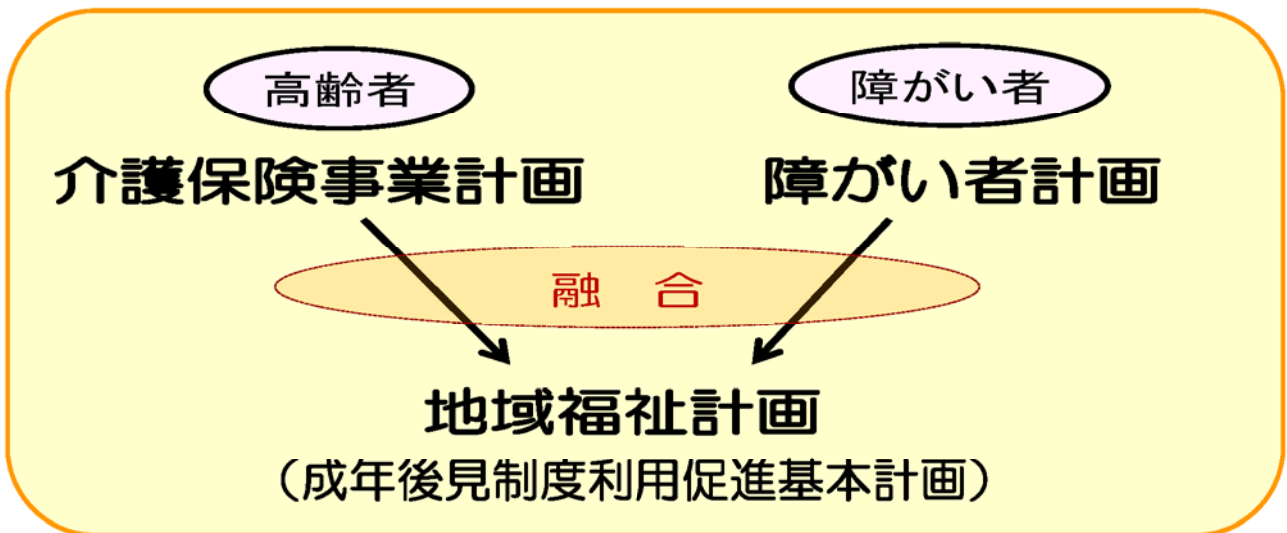 高齢者
障がい者
介護保険事業計画
障がい者計画
融　合
地域福祉計画
（成年後見制度利用促進基本計画）